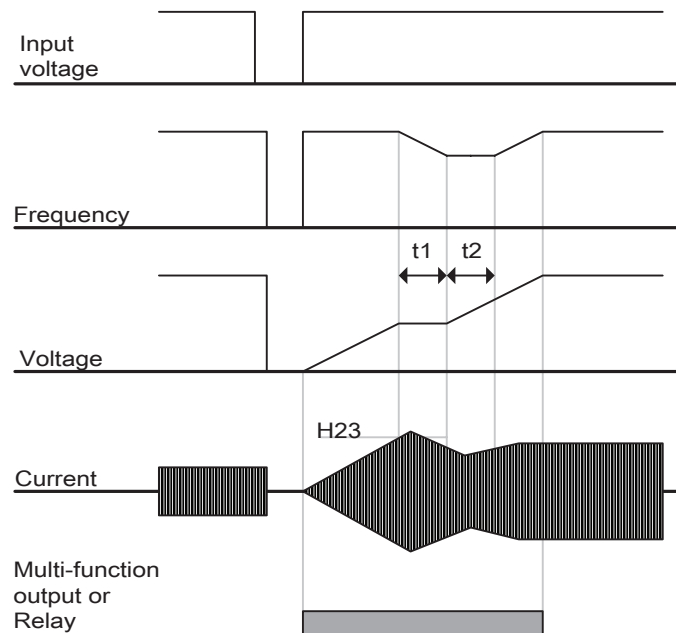 Input
voltage
Frequency
t1 t2
Voltage
H23
Current
Multi-function
output or
Relay